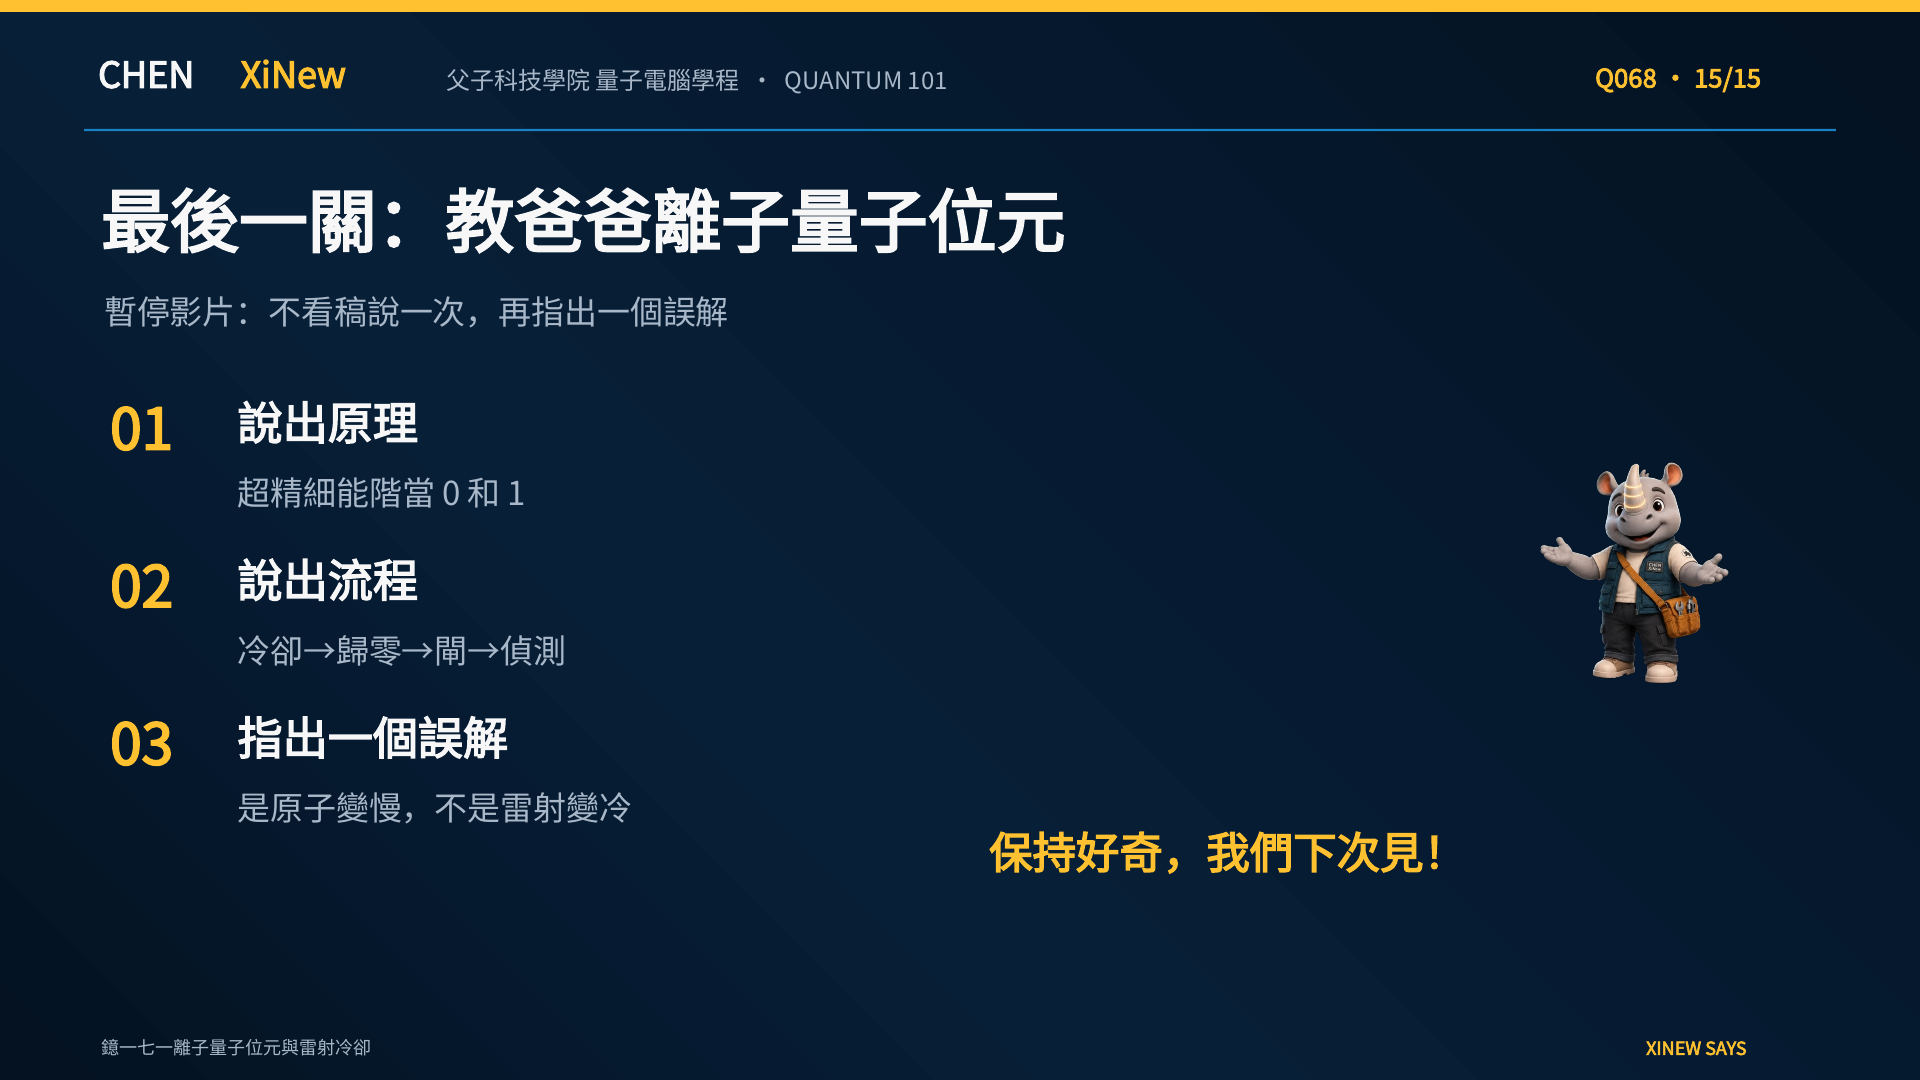 CHEN XiNew 父子科技學院 量子電腦學程 · QUANTUM 101 Q068 · 15/15
最後一關：教爸爸離子量子位元
暫停影片：不看稿說一次，再指出一個誤解
01 說出原理
超精細能階當 0 和 1
02 說出流程
冷卻→歸零→閘→偵測
03 指出一個誤解
是原子變慢，不是雷射變冷
保持好奇，我們下次見！
鐿一七一離子量子位元與雷射冷卻
XINEW SAYS